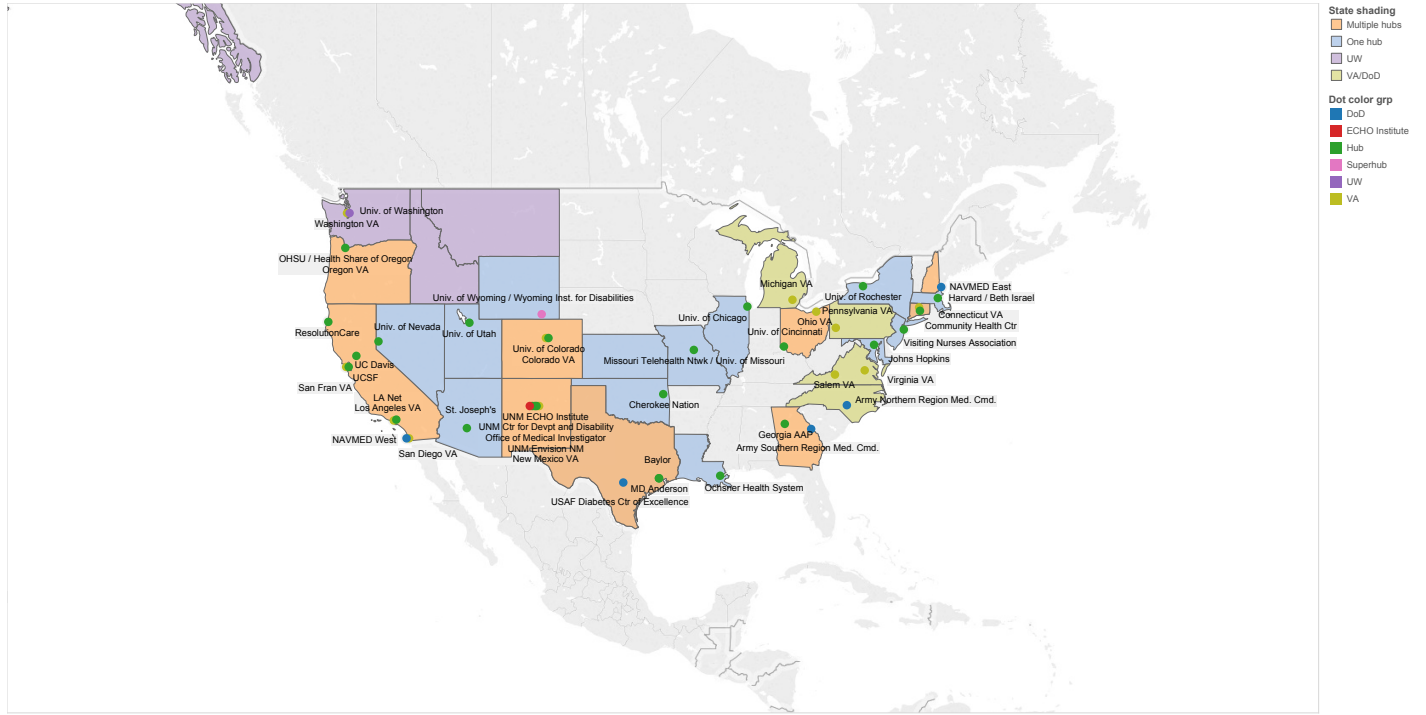 State shading
Multiple hubs
One hub
UW
VA/DoD
Dot color grp
DoD
ECHO Institute
Hub
Superhub
UW
VA
Univ. of Washington
Washington VA
OHSU / Health Share of Oregon
Oregon VA
Univ. of Wyoming / Wyoming Inst. for Disabilities
ResolutionCare
Univ. of Nevada
Univ. of Utah
Univ. of Colorado
Colorado VA
UC Davis
UCSF
San Fran VA
LA Net
Los Angeles VA
NAVMED West
San Diego VA
St. Joseph's
UNM ECHO Institute
UNM Ctr for Devpt and Disability
Office of Medical Investigator
UNM Envision NM
New Mexico VA
Cherokee Nation
Missouri Telehealth Ntwk / Univ. of Missouri
Univ. of Chicago
Michigan VA
Ohio VA
Univ. of Cincinnati
Univ. of Rochester
Pennsylvania VA
NAVMED East
Harvard / Beth Israel
Connecticut VA
Community Health Ctr
Visiting Nurses Association
Johns Hopkins
Virginia VA
Salem VA
Army Northern Region Med. Cmd.
Georgia AAP
Army Southern Region Med. Cmd.
Baylor
MD Anderson
USAF Diabetes Ctr of Excellence
Ochsner Health System